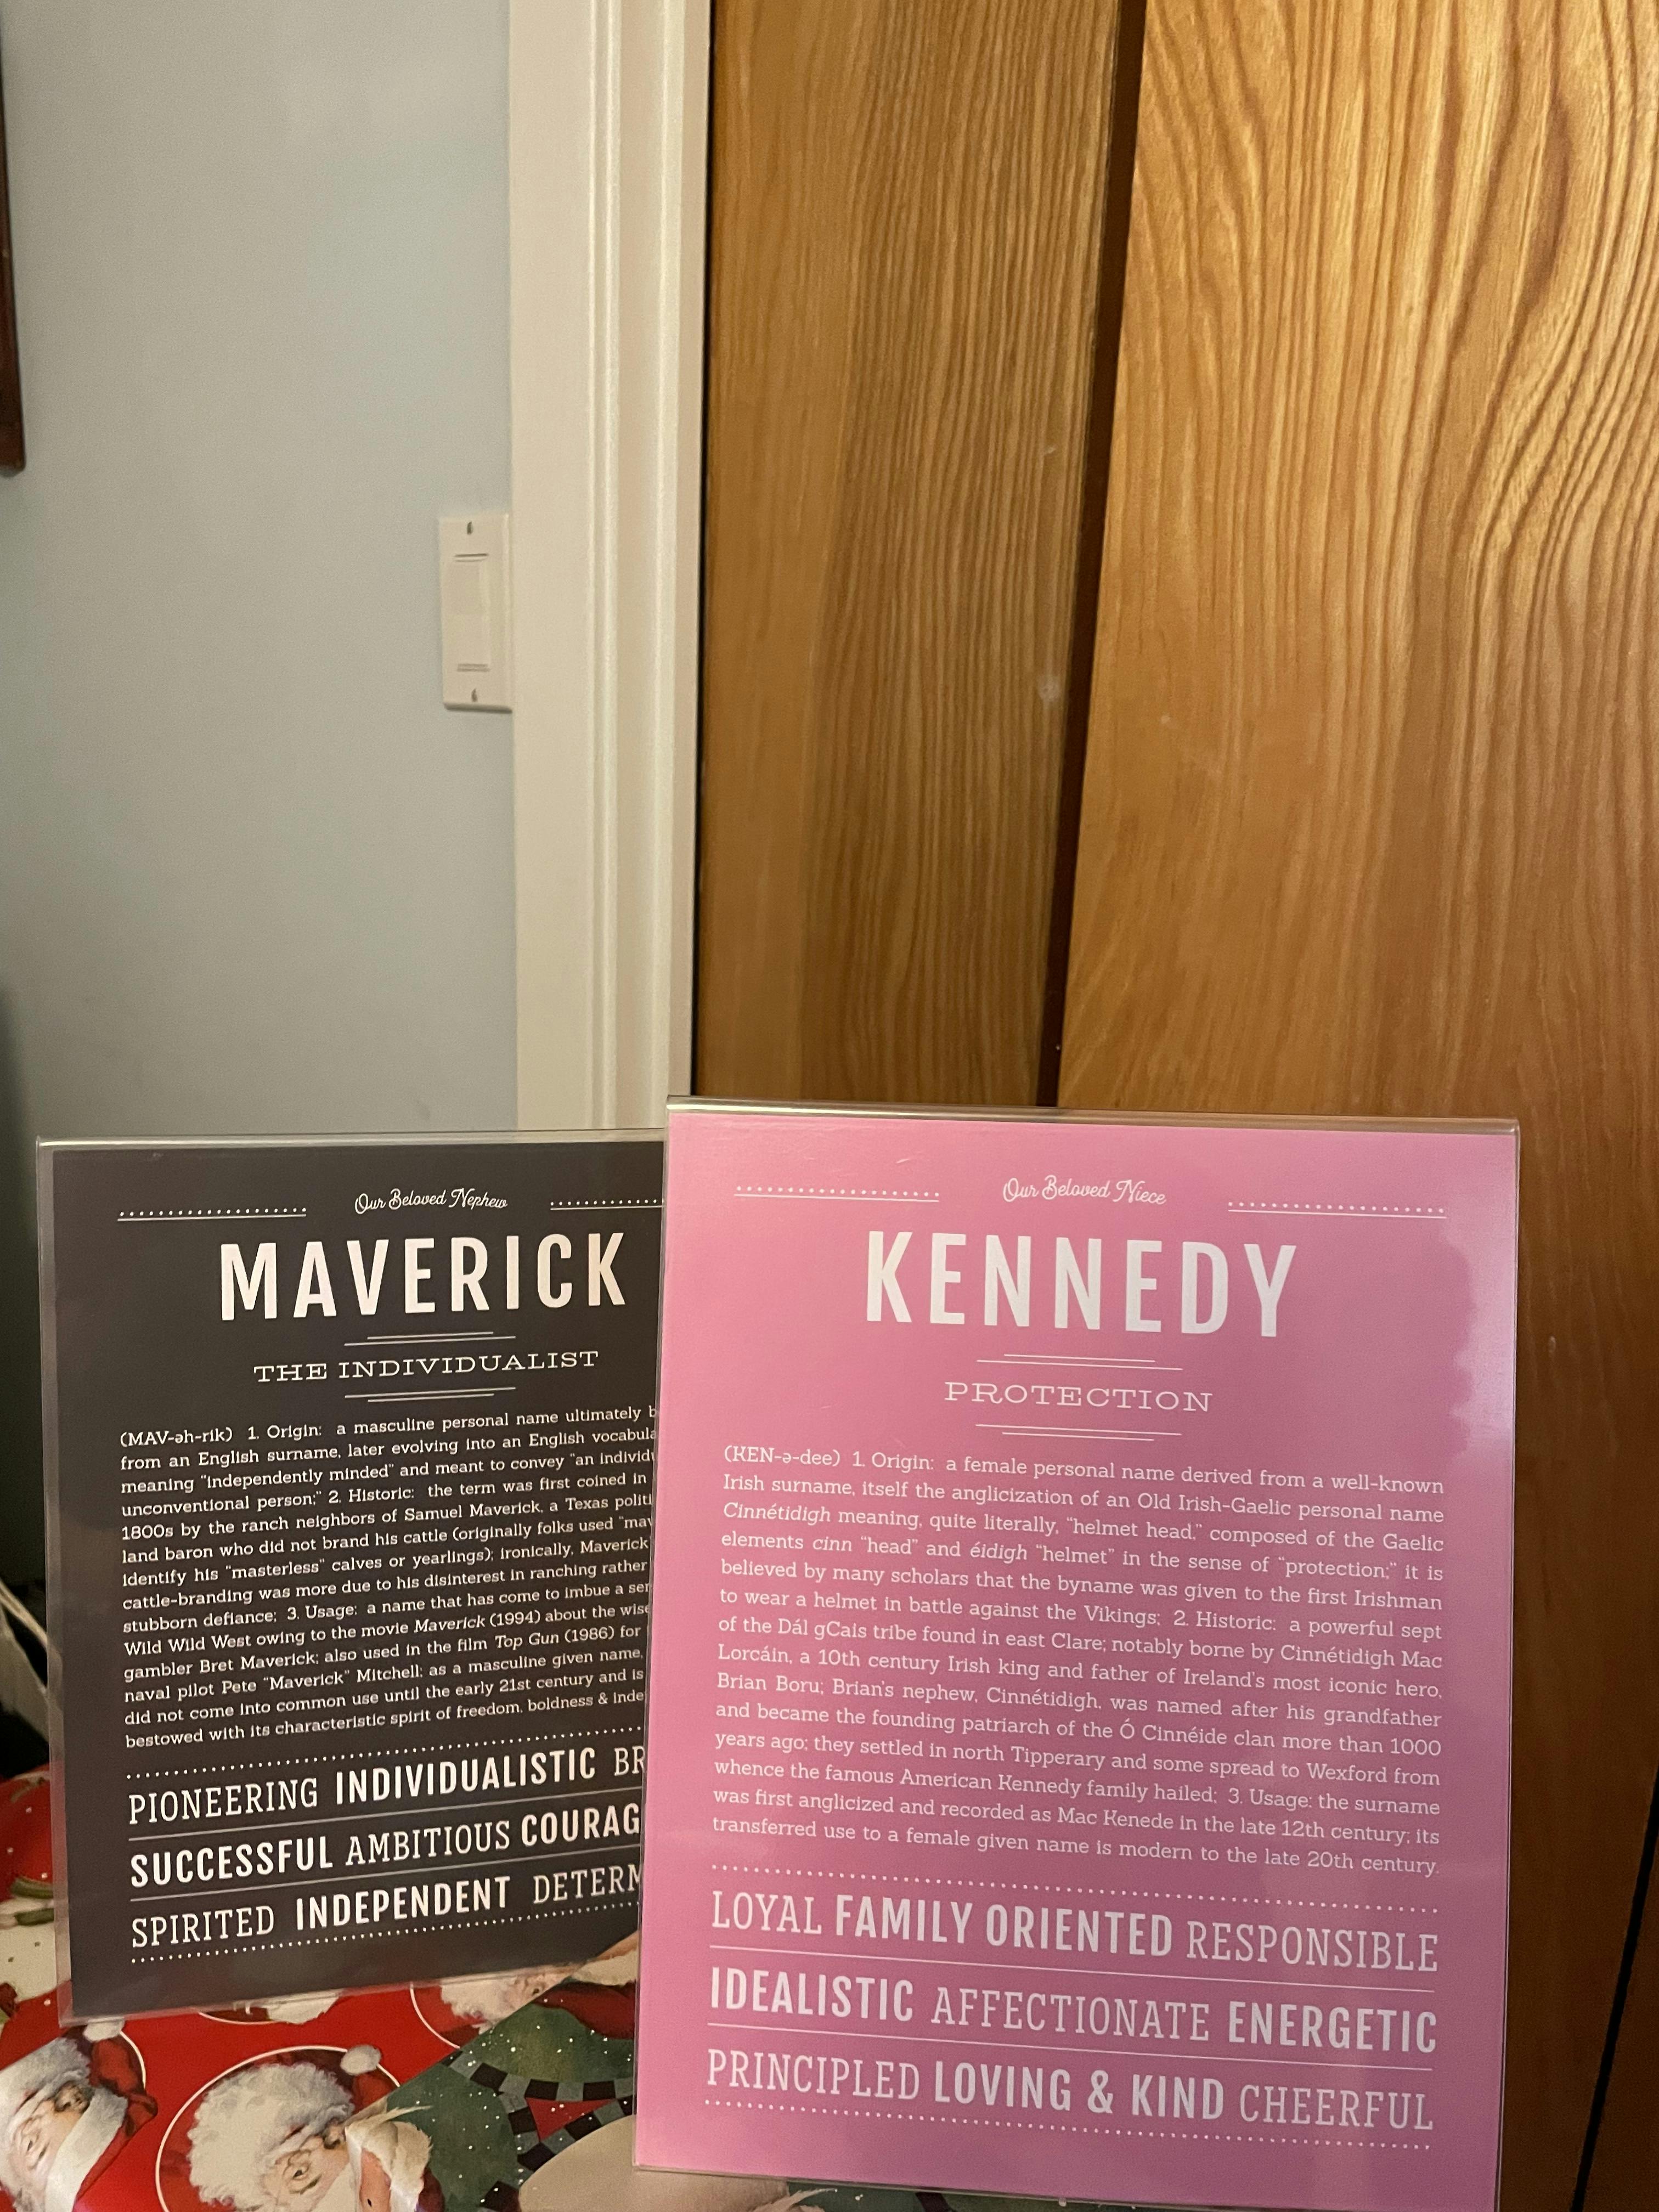 Our Beloved Nephew
MAVERICK
THE INDIVIDUALIST
(MAV-əh-rik) 1. Origin: a masculine personal name ultimately
from an English surname, later evolving into an English
meaning "independently minded" and meant to convey "an
unconventional person;" 2. Historic: the term was first coined in
1800s by the ranch neighbors of Samuel Maverick, a Texas
land baron who did not brand his cattle (originally folks used
identify his "masterless" calves or yearlings); ironically, Maverick
cattle-branding was more due to his disinterest in ranching rather
stubborn defiance; 3. Usage: a name that has come to imbue a
Wild Wild West owing to the movie Maverick (1994) about the
gambler Bret Maverick; also used in the film Top Gun (1986) for
naval pilot Pete "Maverick" Mitchell; as a masculine given name,
did not come into common use until the early 21st century and is
bestowed with its characteristic spirit of freedom, boldness &
PIONEERING INDIVIDUALISTIC
SUCCESSFUL AMBITIOUS
SPIRITED INDEPENDENT
Our Beloved Niece
KENNEDY
PROTECTION
(KEN-ə-dee) 1. Origin: a female personal name derived from a well-known
Irish surname, itself the anglicization of an Old Irish-Gaelic personal name
Cinnétidigh meaning, quite literally, "helmet head," composed of the Gaelic
elements cinn "head" and éidigh "helmet" in the sense of "protection;" it is
believed by many scholars that the byname was given to the first Irishman
to wear a helmet in battle against the Vikings; 2. Historic: a powerful sept
of the Dál gCais tribe found in east Clare; notably borne by Cinnétidigh Mac
Lorcáin, a 10th century Irish king and father of Ireland's most iconic hero,
Brian Boru; Brian's nephew, Cinnétidigh, was named after his grandfather
and became the founding patriarch of the Ó Cinnéide clan more than 1000
years ago; they settled in north Tipperary and some spread to Wexford from
whence the famous American Kennedy family hailed; 3. Usage: the surname
was first anglicized and recorded as Mac Kenede in the late 12th century; its
transferred use to a female given name is modern to the late 20th century.
LOYAL FAMILY ORIENTED RESPONSIBLE
IDEALISTIC AFFECTIONATE ENERGETIC
PRINCIPLED LOVING & KIND CHEERFUL